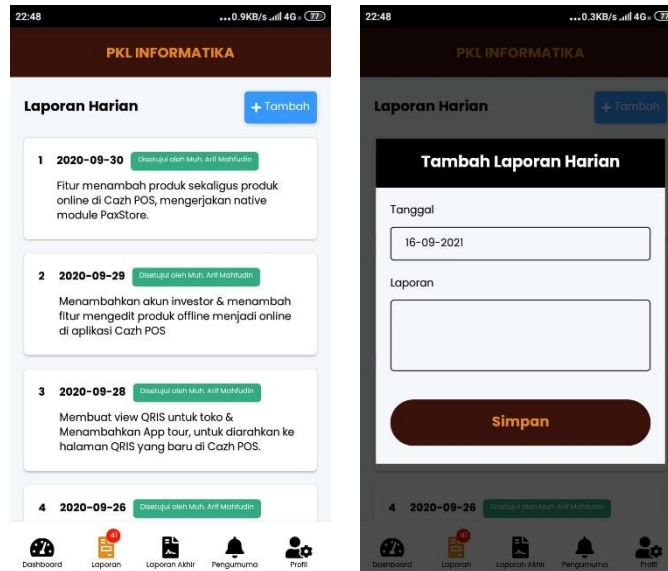 22:48
...0.9KB/s 4G 77
PKL INFORMATIKA
Laporan Harian
+ Tambah
1 2020-09-30 Disetujui oleh Muh. Arif Mahfudin
Fitur menambah produk sekaligus produk
online di Cazh POS, mengerjakan native
module PaxStore.
2 2020-09-29 Disetujui oleh Muh. Arif Mahfudin
Menambahkan akun investor & menambah
fitur mengedit produk offline menjadi online
di aplikasi Cazh POS
3 2020-09-28 Disetujui oleh Muh. Arif Mahfudin
Membuat view QRIS untuk toko &
Menambahkan App tour, untuk diarahkan ke
halaman QRIS yang baru di Cazh POS.
4 2020-09-26 Disetujui oleh Muh. Arif Mahfudin
41
Dashboard Laporan Laporan Akhir Pengumuma Profil
22:48
...0.3KB/s 4G 77
PKL INFORMATIKA
Laporan Harian
+ Tambah
Tambah Laporan Harian
Tanggal
16-09-2021
Laporan
Simpan
4 2020-09-26 Disetujui oleh Muh. Arif Mahfudin
41
Dashboard Laporan Laporan Akhir Pengumuma Profil